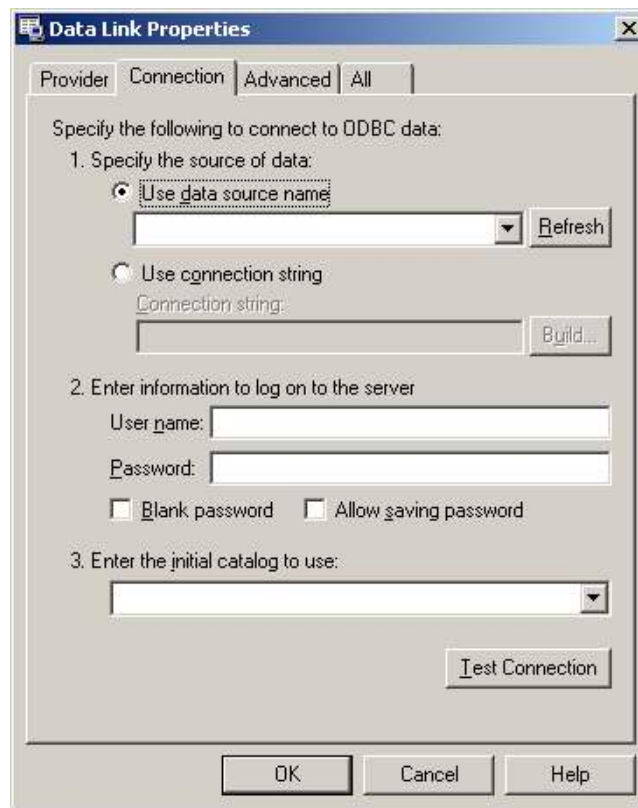 Data Link Properties
Provider Connection Advanced All
Specify the following to connect to ODBC data:
1. Specify the source of data:
Use data source name
Refresh
Use connection string
Connection string:
Build...
2. Enter information to log on to the server
User name:
Password:
Blank password Allow saving password
3. Enter the initial catalog to use:
Test Connection
OK Cancel Help